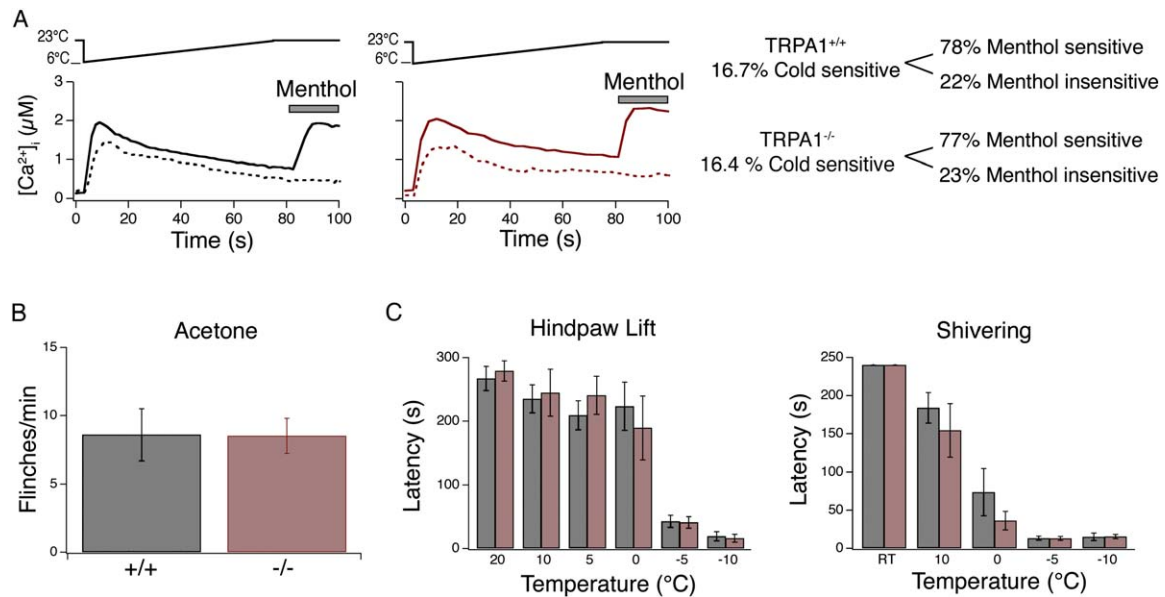 A
23°C
6°C
3
2
1
0
[Ca²⁺]ᵢ (µM)
Menthol
0 20 40 60 80 100
Time (s)
23°C
6°C
Menthol
0 20 40 60 80 100
Time (s)
TRPA1⁺/⁺
16.7% Cold sensitive
78% Menthol sensitive
22% Menthol insensitive
TRPA1⁻/⁻
16.4 % Cold sensitive
77% Menthol sensitive
23% Menthol insensitive
B
Acetone
15
10
5
0
Flinches/min
+/+ -/-
C
Hindpaw Lift
300
200
100
0
Latency (s)
20 10 5 0 -5 -10
Temperature (°C)
Shivering
250
200
150
100
50
0
Latency (s)
RT 10 0 -5 -10
Temperature (°C)